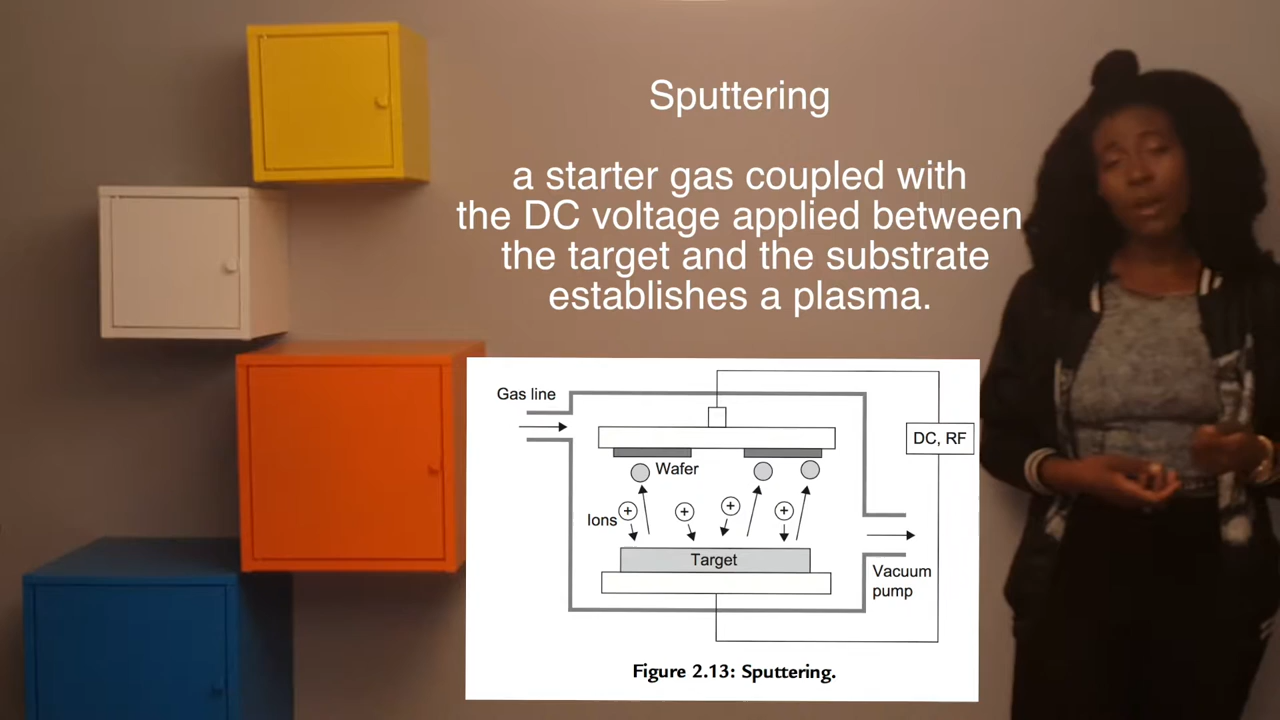 Sputtering
a starter gas coupled with
the DC voltage applied between
the target and the substrate
establishes a plasma.
Gas line
DC, RF
Wafer
Ions
+
+
+
+
Target
Vacuum
pump
Figure 2.13: Sputtering.